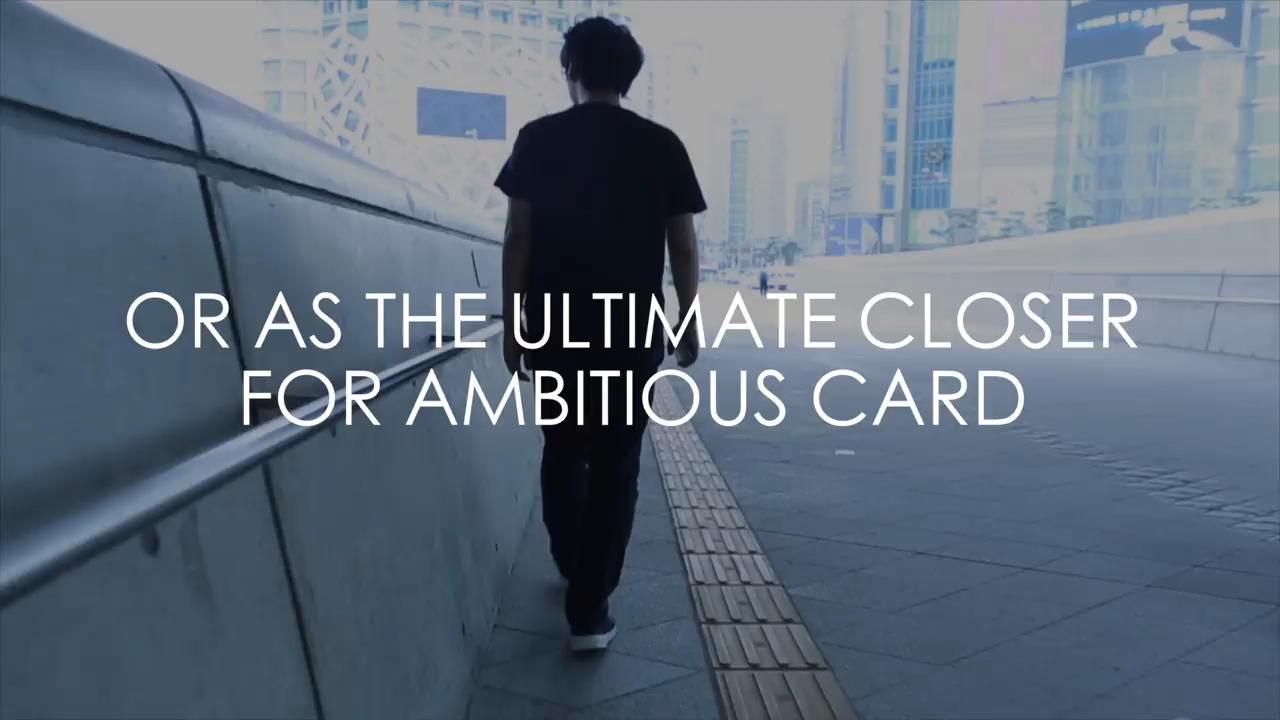 OR AS THE ULTIMATE CLOSER
FOR AMBITIOUS CARD